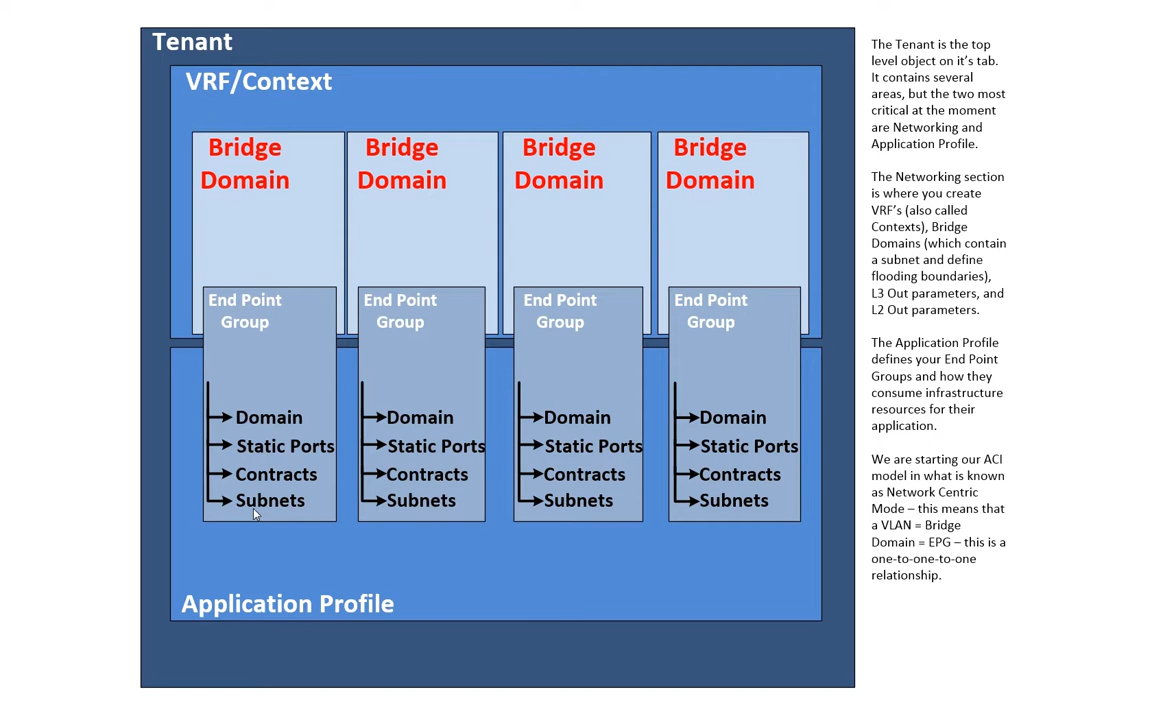 Tenant
VRF/Context
Bridge
Domain
Bridge
Domain
Bridge
Domain
Bridge
Domain
End Point
Group
Domain
Static Ports
Contracts
Subnets
End Point
Group
Domain
Static Ports
Contracts
Subnets
End Point
Group
Domain
Static Ports
Contracts
Subnets
End Point
Group
Domain
Static Ports
Contracts
Subnets
Application Profile
The Tenant is the top
level object on it's tab.
It contains several
areas, but the two most
critical at the moment
are Networking and
Application Profile.
The Networking section
is where you create
VRF's (also called
Contexts), Bridge
Domains (which contain
a subnet and define
flooding boundaries),
L3 Out parameters, and
L2 Out parameters.
The Application Profile
defines your End Point
Groups and how they
consume infrastructure
resources for their
application.
We are starting our ACI
model in what is known
as Network Centric
Mode – this means that
a VLAN = Bridge
Domain = EPG – this is a
one-to-one-to-one
relationship.